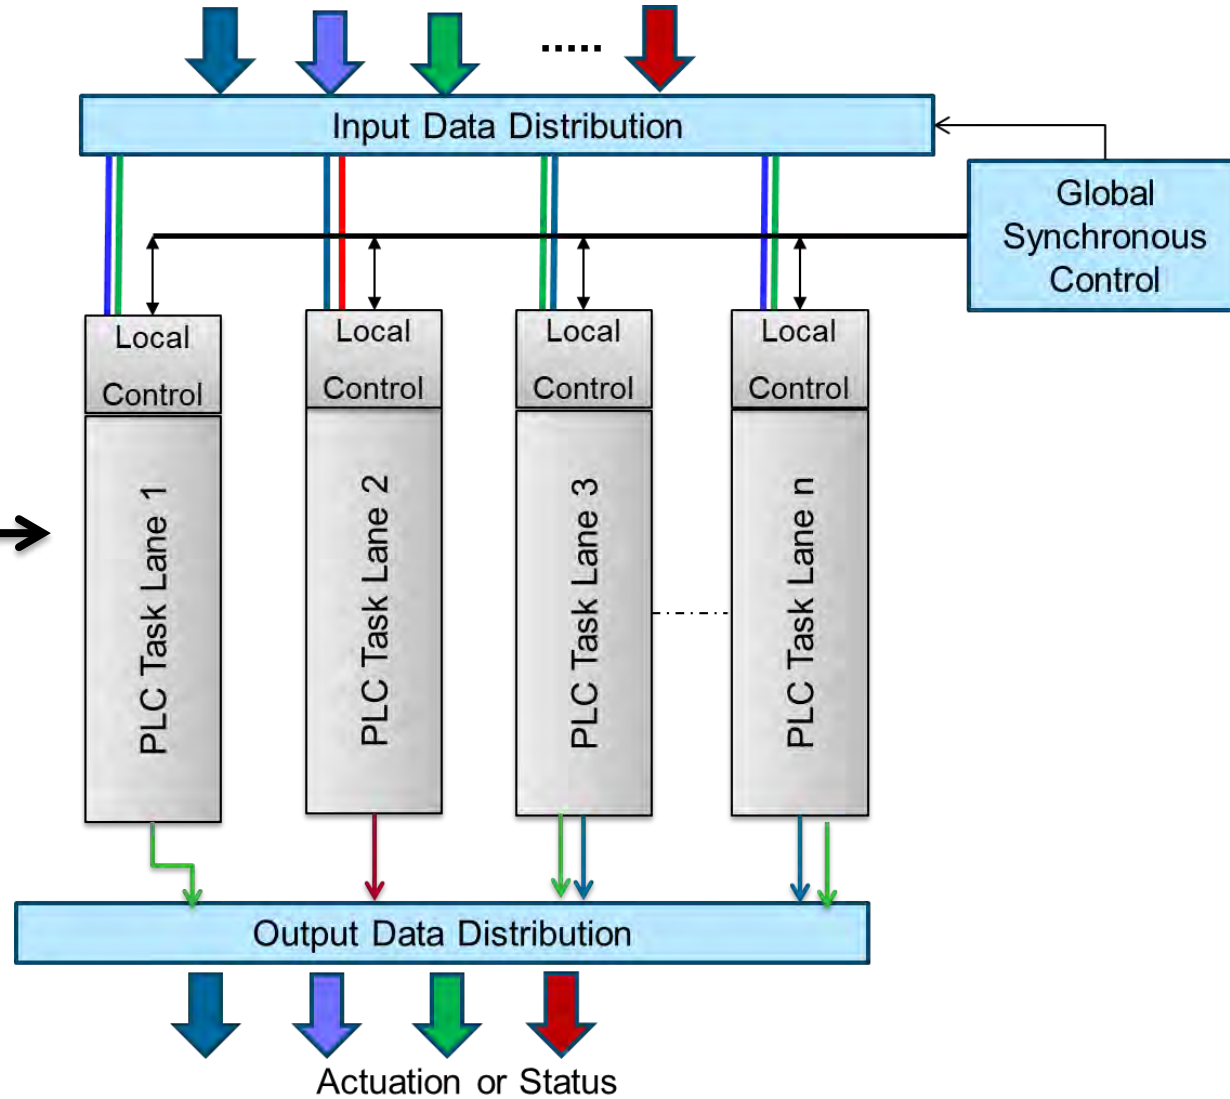 .....
Input Data Distribution
Global
Synchronous
Control
Local
Control
Local
Control
Local
Control
Local
Control
PLC Task Lane 1
PLC Task Lane 2
PLC Task Lane 3
PLC Task Lane n
Output Data Distribution
Actuation or Status